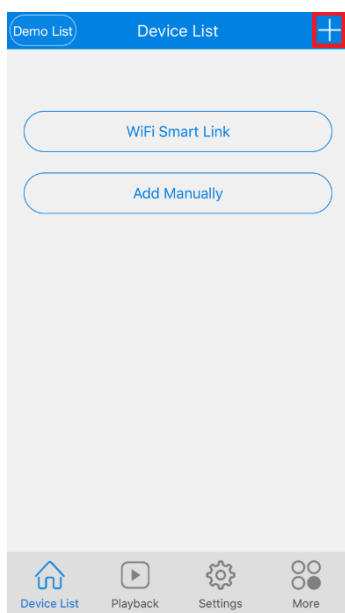 Demo List Device List
WiFi Smart Link
Add Manually
Device List Playback Settings More